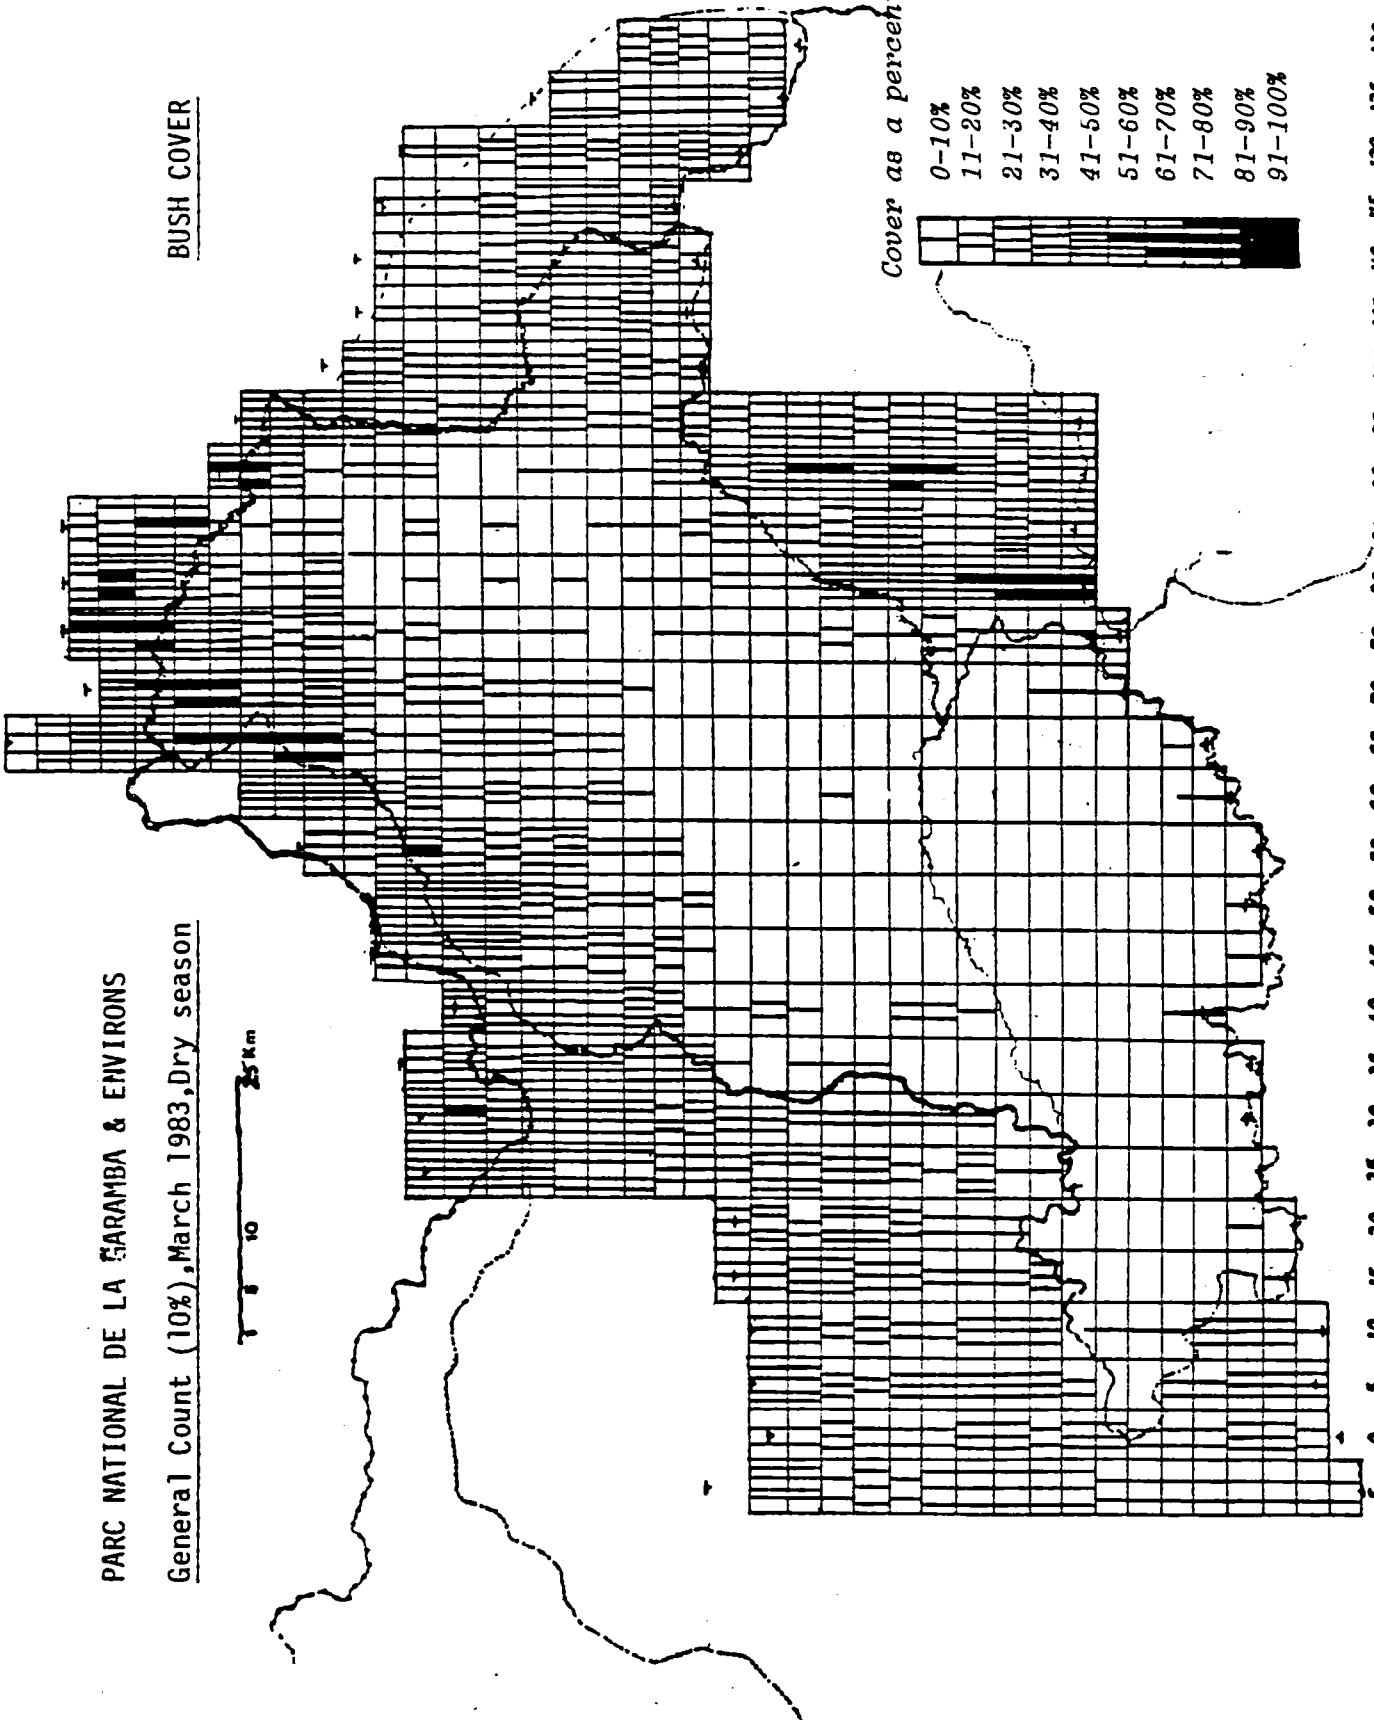 PARC NATIONAL DE LA GARAMBA & ENVIRONS
General Count (10%),March 1983,Dry season
25Km
10
5
BUSH COVER
Cover as a percen
0-10%
11-20%
21-30%
31-40%
41-50%
51-60%
61-70%
71-80%
81-90%
91-100%